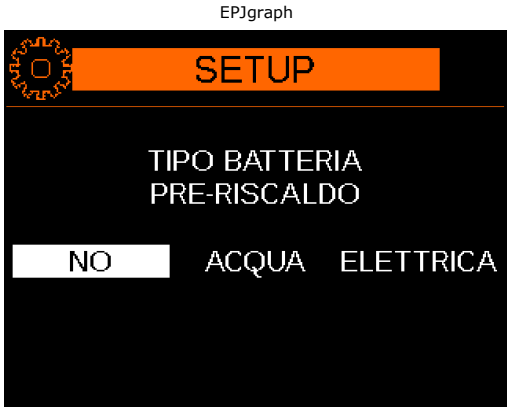 EPJgraph
SETUP
TIPO BATTERIA
PRE-RISCALDO
NO ACQUA ELETTRICA